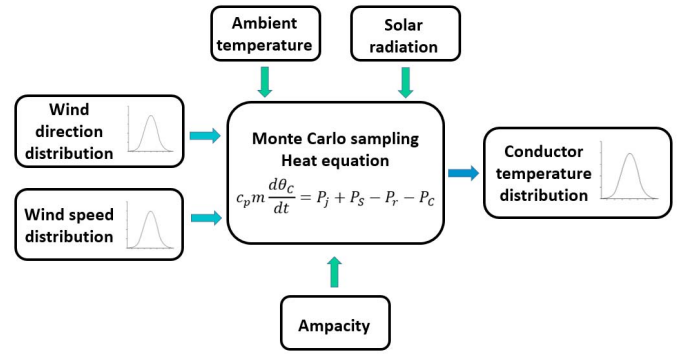 Ambient
temperature
Solar
radiation
Wind
direction
distribution
Wind speed
distribution
Monte Carlo sampling
Heat equation
c_p m dθ_C/dt = P_j + P_S − P_r − P_C
Conductor
temperature
distribution
Ampacity